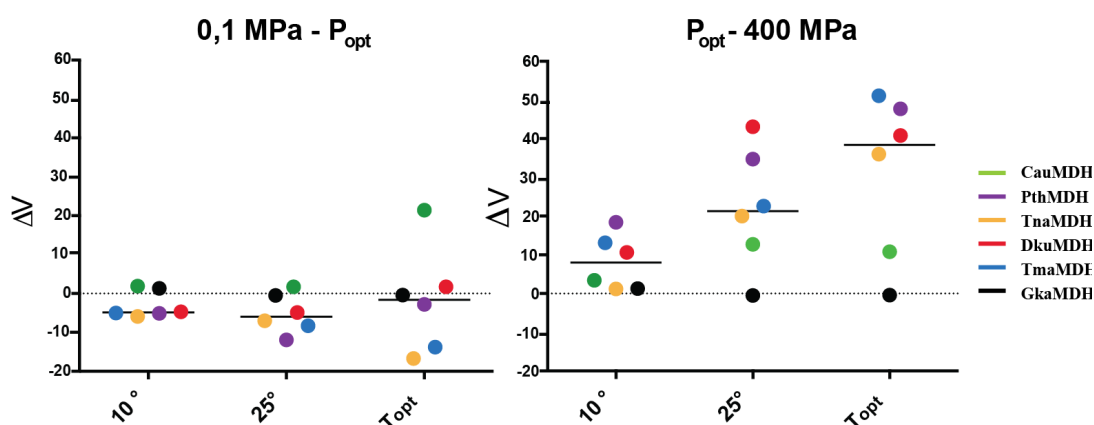 0,1 MPa - Popt
Popt - 400 MPa
ΔV
60
50
40
30
20
10
0
-10
-20
10 °
25°
Topt
ΔV
60
50
40
30
20
10
0
-10
-20
10 °
25°
Topt
CauMDH
PthMDH
TnaMDH
DkuMDH
TmaMDH
GkaMDH